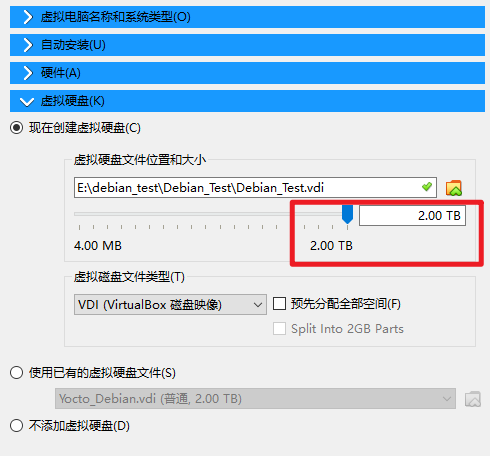 虚拟电脑名称和系统类型(O)
自动安装(U)
硬件(A)
虚拟硬盘(K)
现在创建虚拟硬盘(C)
虚拟硬盘文件位置和大小
E:\debian_test\Debian_Test\Debian_Test.vdi
2.00 TB
4.00 MB 2.00 TB
虚拟磁盘文件类型(T)
VDI (VirtualBox 磁盘映像) 预先分配全部空间(F)
Split Into 2GB Parts
使用已有的虚拟硬盘文件(S)
Yocto_Debian.vdi (普通, 2.00 TB)
不添加虚拟硬盘(D)